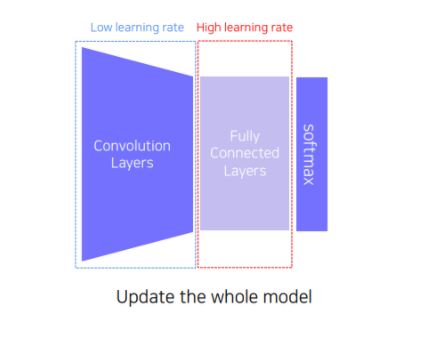 Low learning rate
High learning rate
Convolution
Layers
Fully
Connected
Layers
softmax
Update the whole model